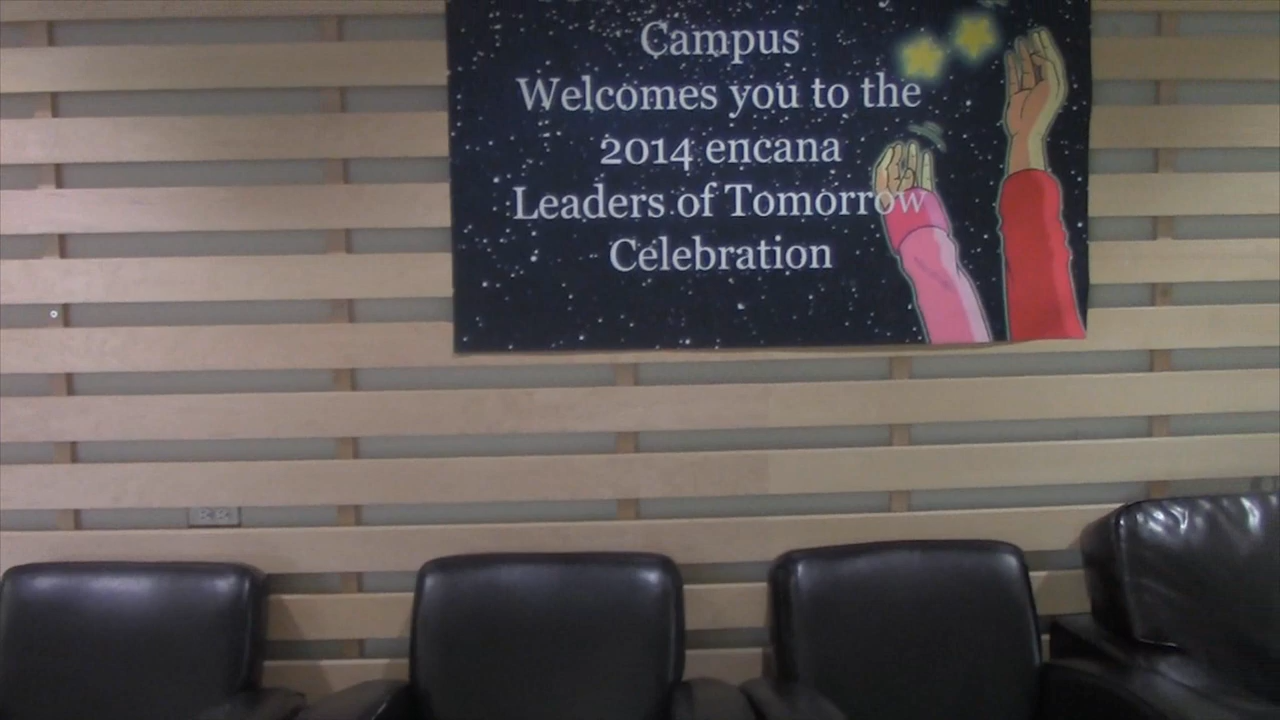 Campus
Welcomes you to the
2014 encana
Leaders of Tomorrow
Celebration